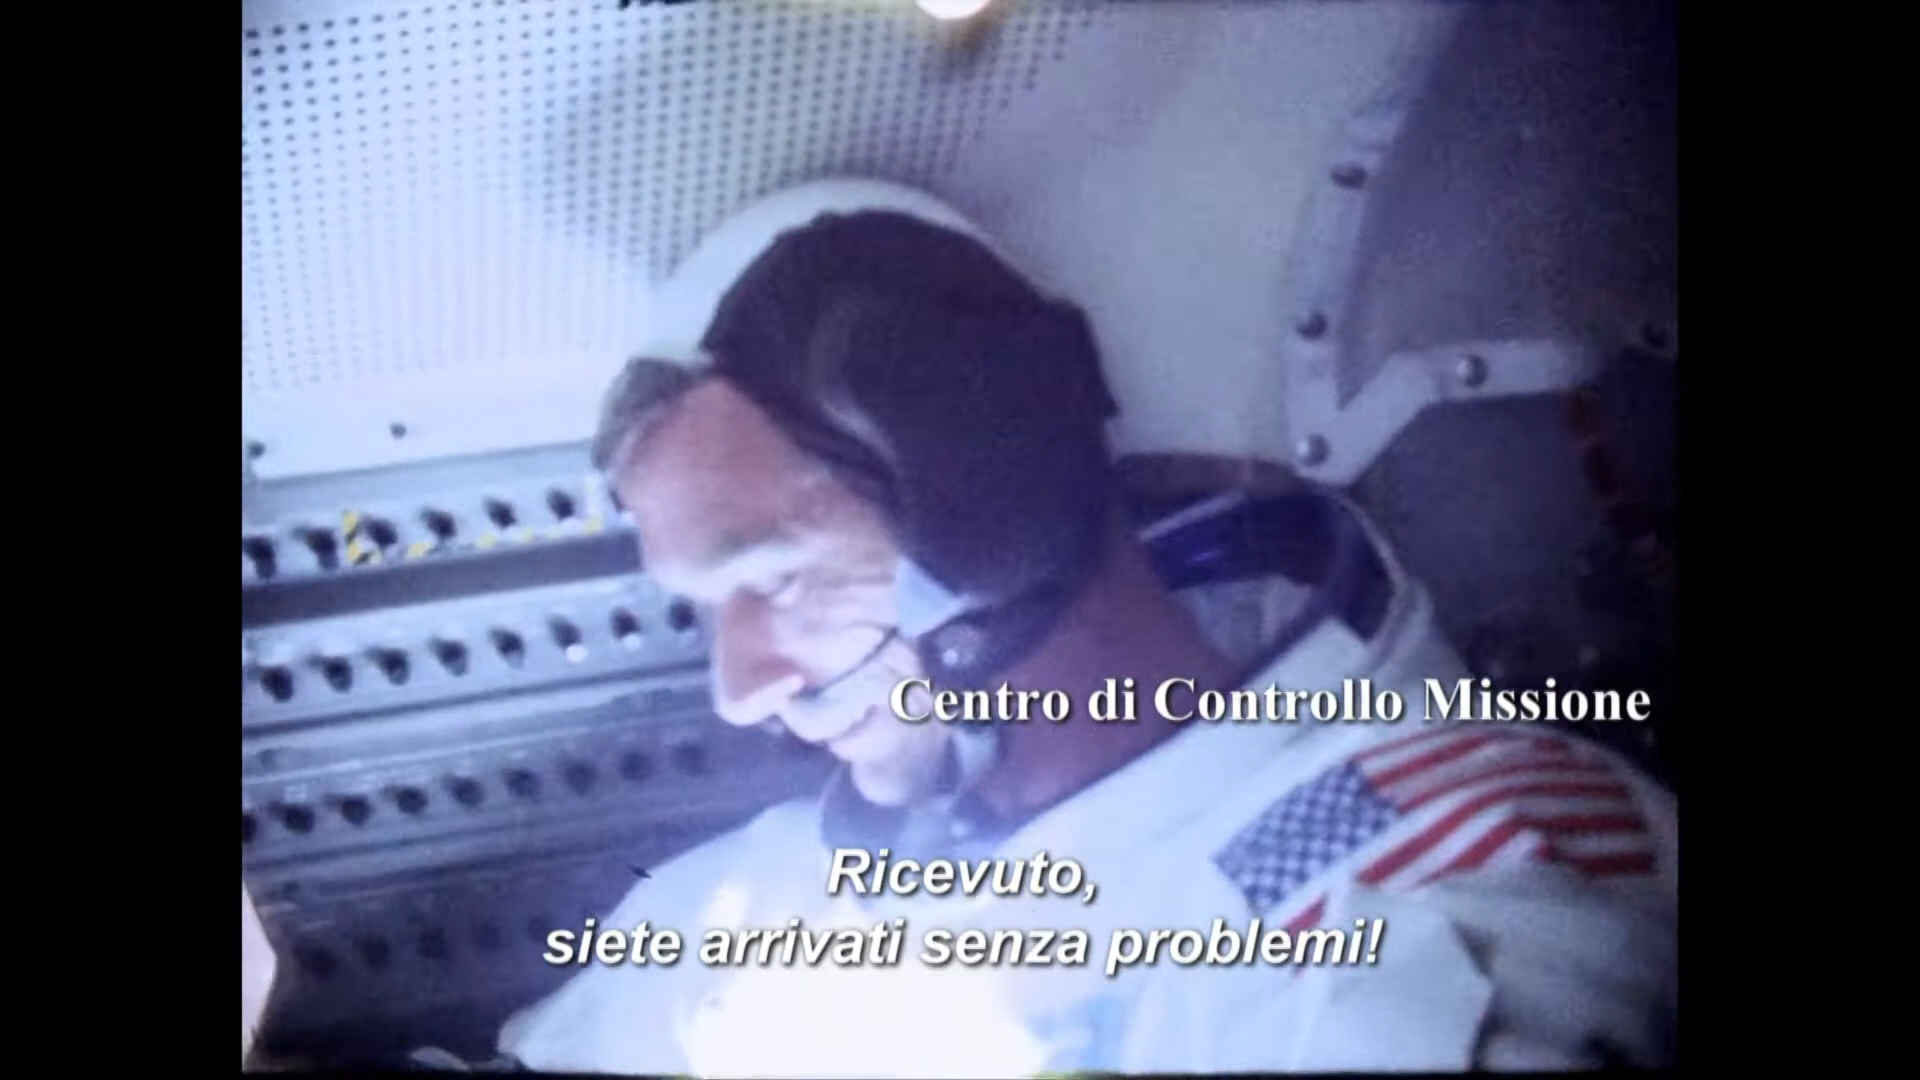 Centro di Controllo Missione
Ricevuto,
siete arrivati senza problemi!